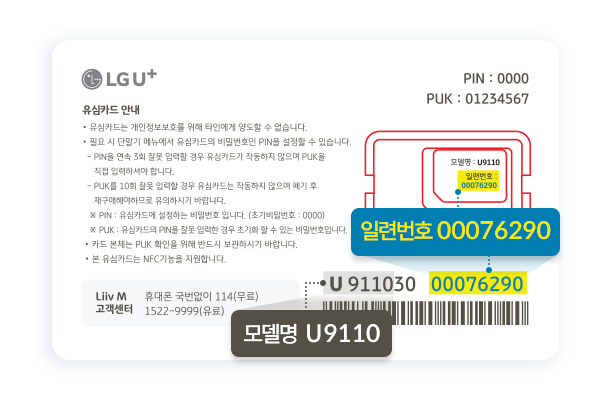 LG U+
PIN : 0000
PUK : 01234567
유심카드 안내
• 유심카드는 개인정보보호를 위해 타인에게 양도할 수 없습니다.
• 필요 시 단말기 메뉴에서 유심카드의 비밀번호인 PIN을 설정할 수 있습니다.
– PIN을 연속 3회 잘못 입력할 경우 유심카드가 작동하지 않으며 PUK을
직접 입력하셔야 합니다.
– PUK를 10회 잘못 입력할 경우 유심카드는 작동하지 않으며 폐기 후
재구매해야하므로 유의하시기 바랍니다.
※ PIN : 유심카드에 설정하는 비밀번호 입니다. (초기비밀번호 : 0000)
※ PUK : 유심카드의 PIN을 잘못 입력한 경우 초기화 할 수 있는 비밀번호입니다.
• 카드 본체는 PUK 확인을 위해 반드시 보관하시기 바랍니다.
• 본 유심카드는 NFC기능을 지원합니다.
모델명 : U9110
일련번호 :
00076290
일련번호 00076290
U 911030 00076290
Liiv M 휴대폰 국번없이 114(무료)
고객센터 1522-9999(유료)
모델명 U9110